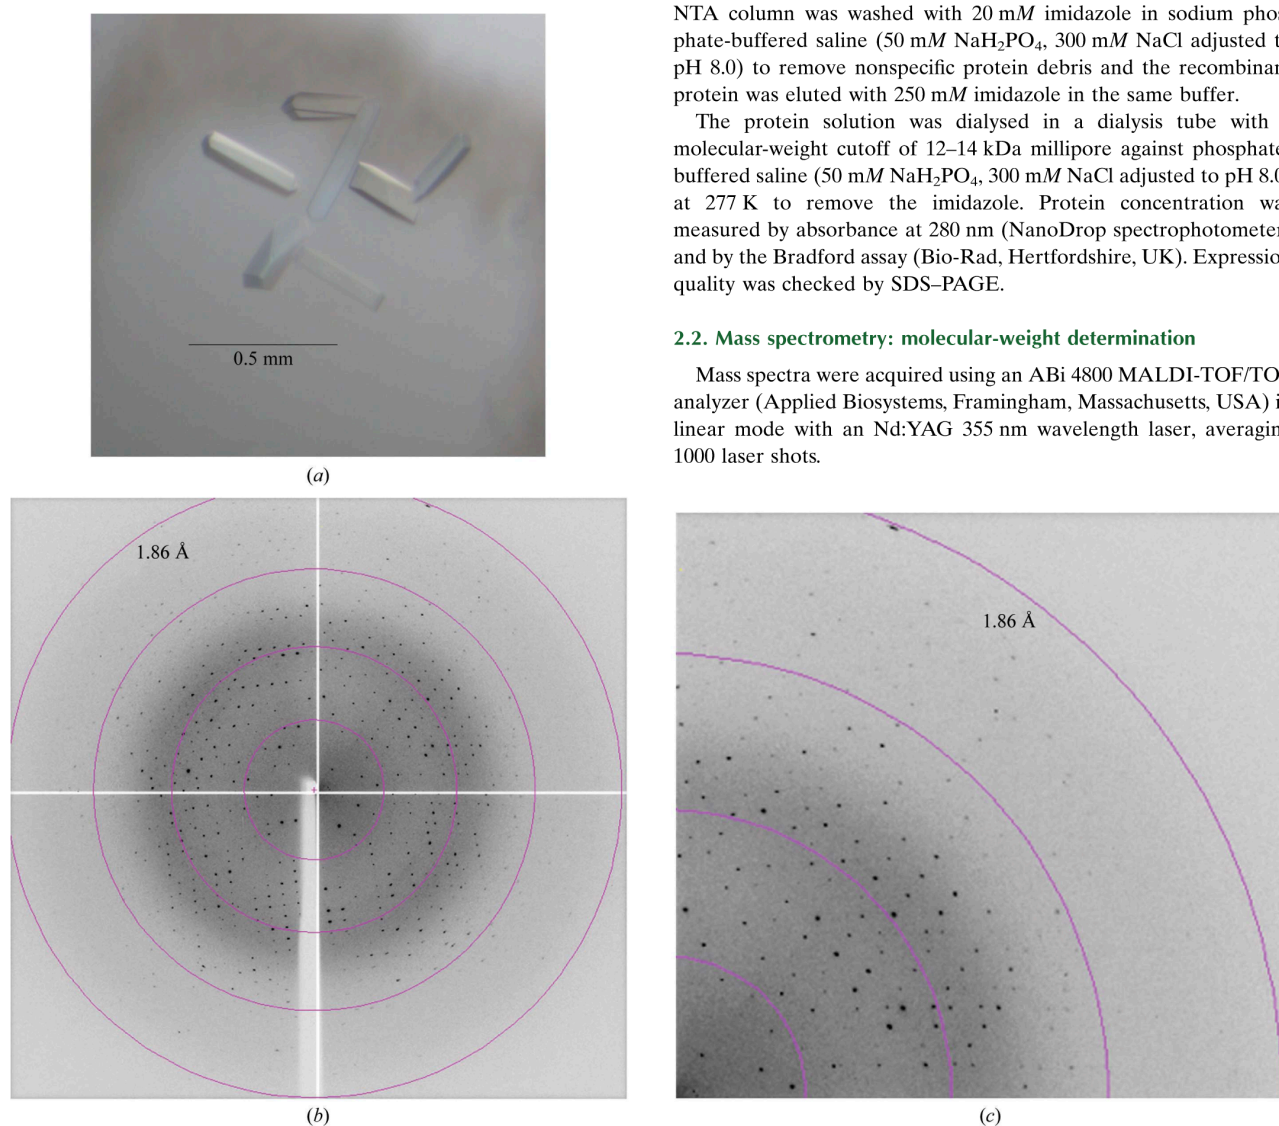 NTA column was washed with 20 mM imidazole in sodium phos
phate-buffered saline (50 mM NaH₂PO₄, 300 mM NaCl adjusted t
pH 8.0) to remove nonspecific protein debris and the recombinan
protein was eluted with 250 mM imidazole in the same buffer.
The protein solution was dialysed in a dialysis tube with
molecular-weight cutoff of 12–14 kDa millipore against phosphate
buffered saline (50 mM NaH₂PO₄, 300 mM NaCl adjusted to pH 8.0
at 277 K to remove the imidazole. Protein concentration wa
measured by absorbance at 280 nm (NanoDrop spectrophotometer
and by the Bradford assay (Bio-Rad, Hertfordshire, UK). Expressio
quality was checked by SDS–PAGE.
2.2. Mass spectrometry: molecular-weight determination
Mass spectra were acquired using an ABi 4800 MALDI-TOF/TO
analyzer (Applied Biosystems, Framingham, Massachusetts, USA) i
linear mode with an Nd:YAG 355 nm wavelength laser, averagin
1000 laser shots.
0.5 mm
(a)
1.86 Å
(b)
1.86 Å
(c)